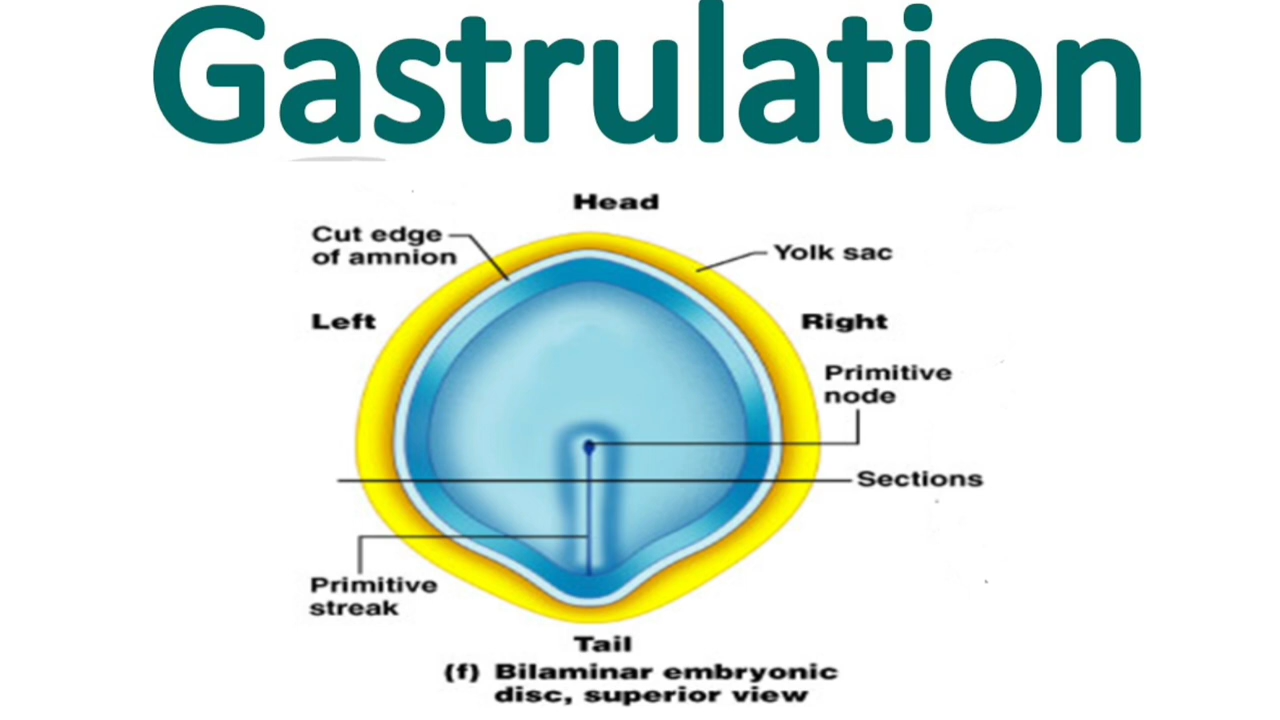 Gastrulation
Head
Cut edge
of amnion
Yolk sac
Left
Right
Primitive
node
Sections
Primitive
streak
Tail
(f) Bilaminar embryonic
disc, superior view